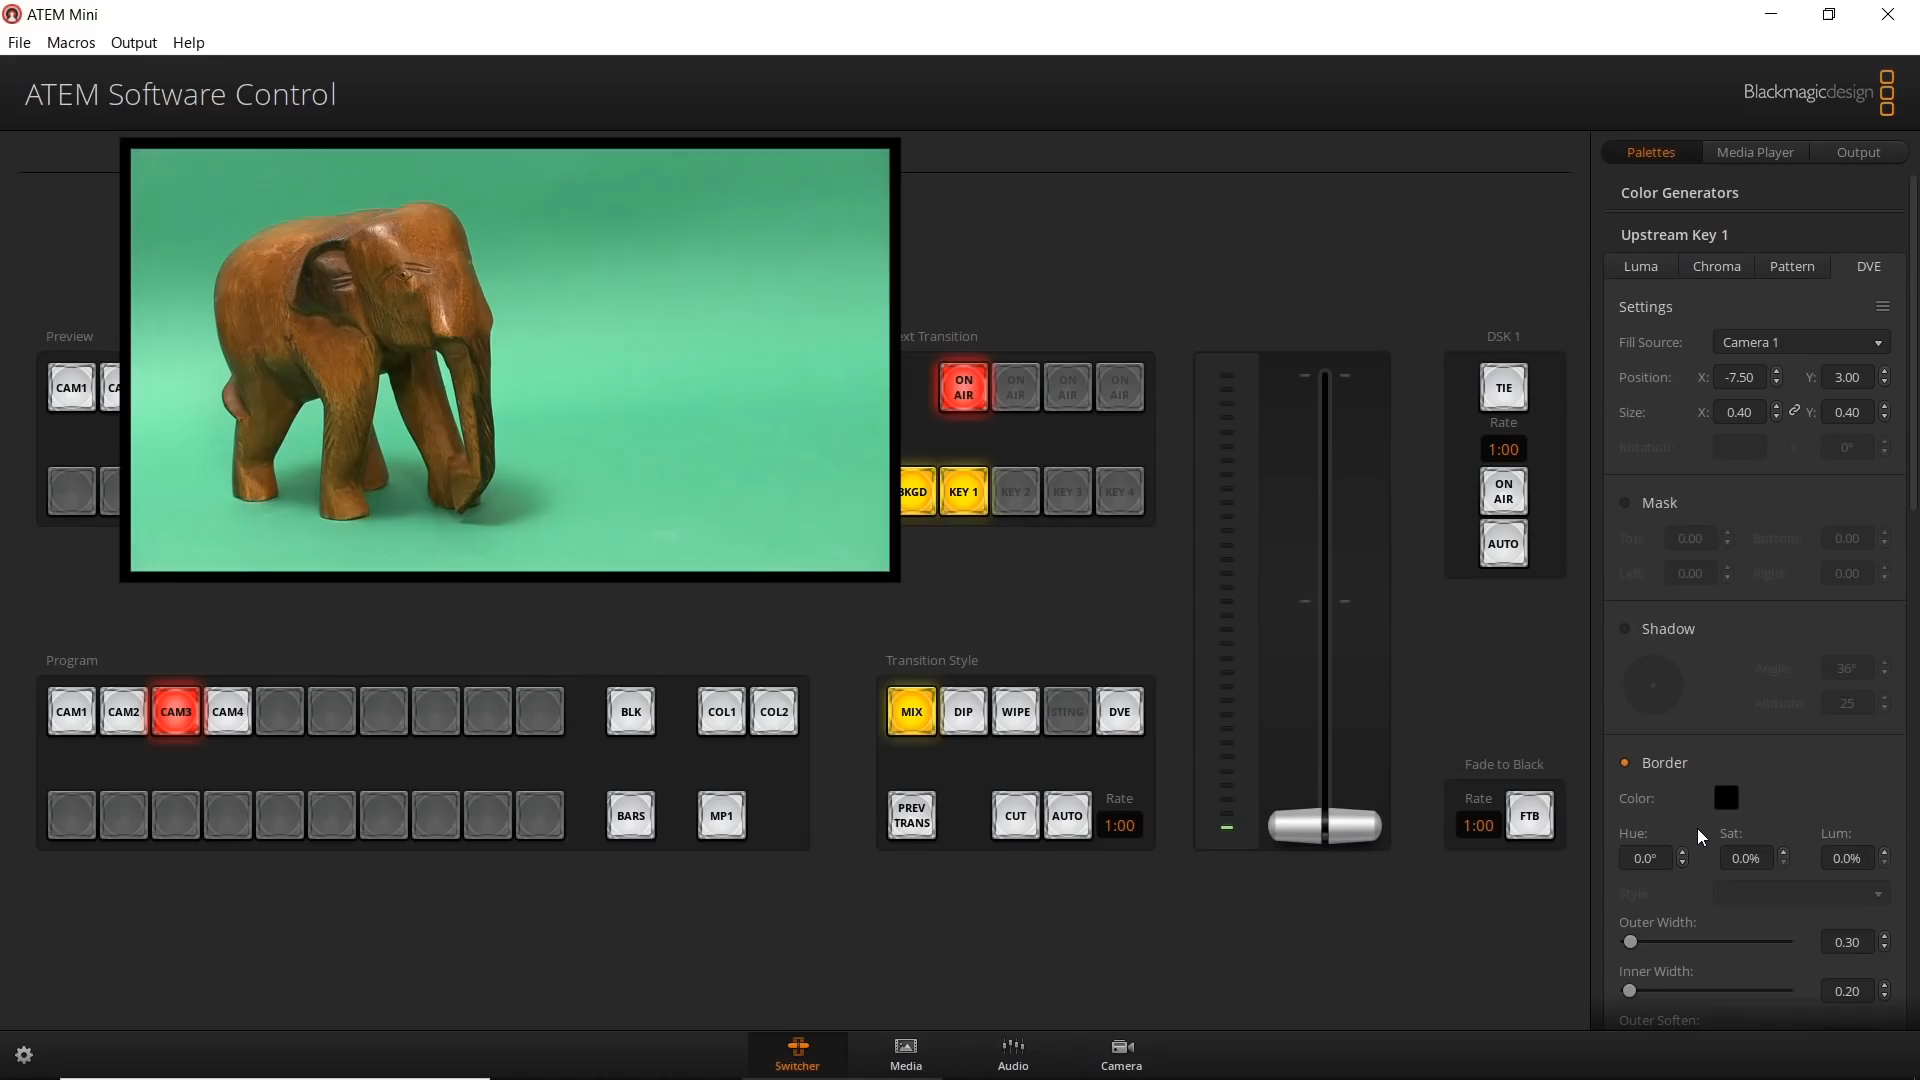 ATEM Mini
File Macros Output Help
ATEM Software Control
Blackmagicdesign
Palettes Media Player Output
Color Generators
Upstream Key 1
Luma Chroma Pattern DVE
Settings
Fill Source: Camera 1
Position: X: -7.50 Y: 3.00
Size: X: 0.40 Y: 0.40
Rotation: 0°
Mask
Top: 0.00 Bottom: 0.00
Left: 0.00 Right: 0.00
Shadow
Angle: 36°
Altitude: 25
Border
Color:
Hue: Sat: Lum:
0.0° 0.0% 0.0%
Style:
Outer Width:
0.30
Inner Width:
0.20
Outer Soften:
Preview
CAM1 CA
ext Transition
ON AIR ON AIR ON AIR ON AIR
BKGD KEY 1 KEY 2 KEY 3 KEY 4
DSK 1
TIE
Rate
1:00
ON AIR
AUTO
Program
CAM1 CAM2 CAM3 CAM4 BLK COL1 COL2
BARS MP1
Transition Style
MIX DIP WIPE STING DVE
PREV TRANS CUT AUTO Rate 1:00
Fade to Black
Rate
1:00 FTB
Switcher Media Audio Camera